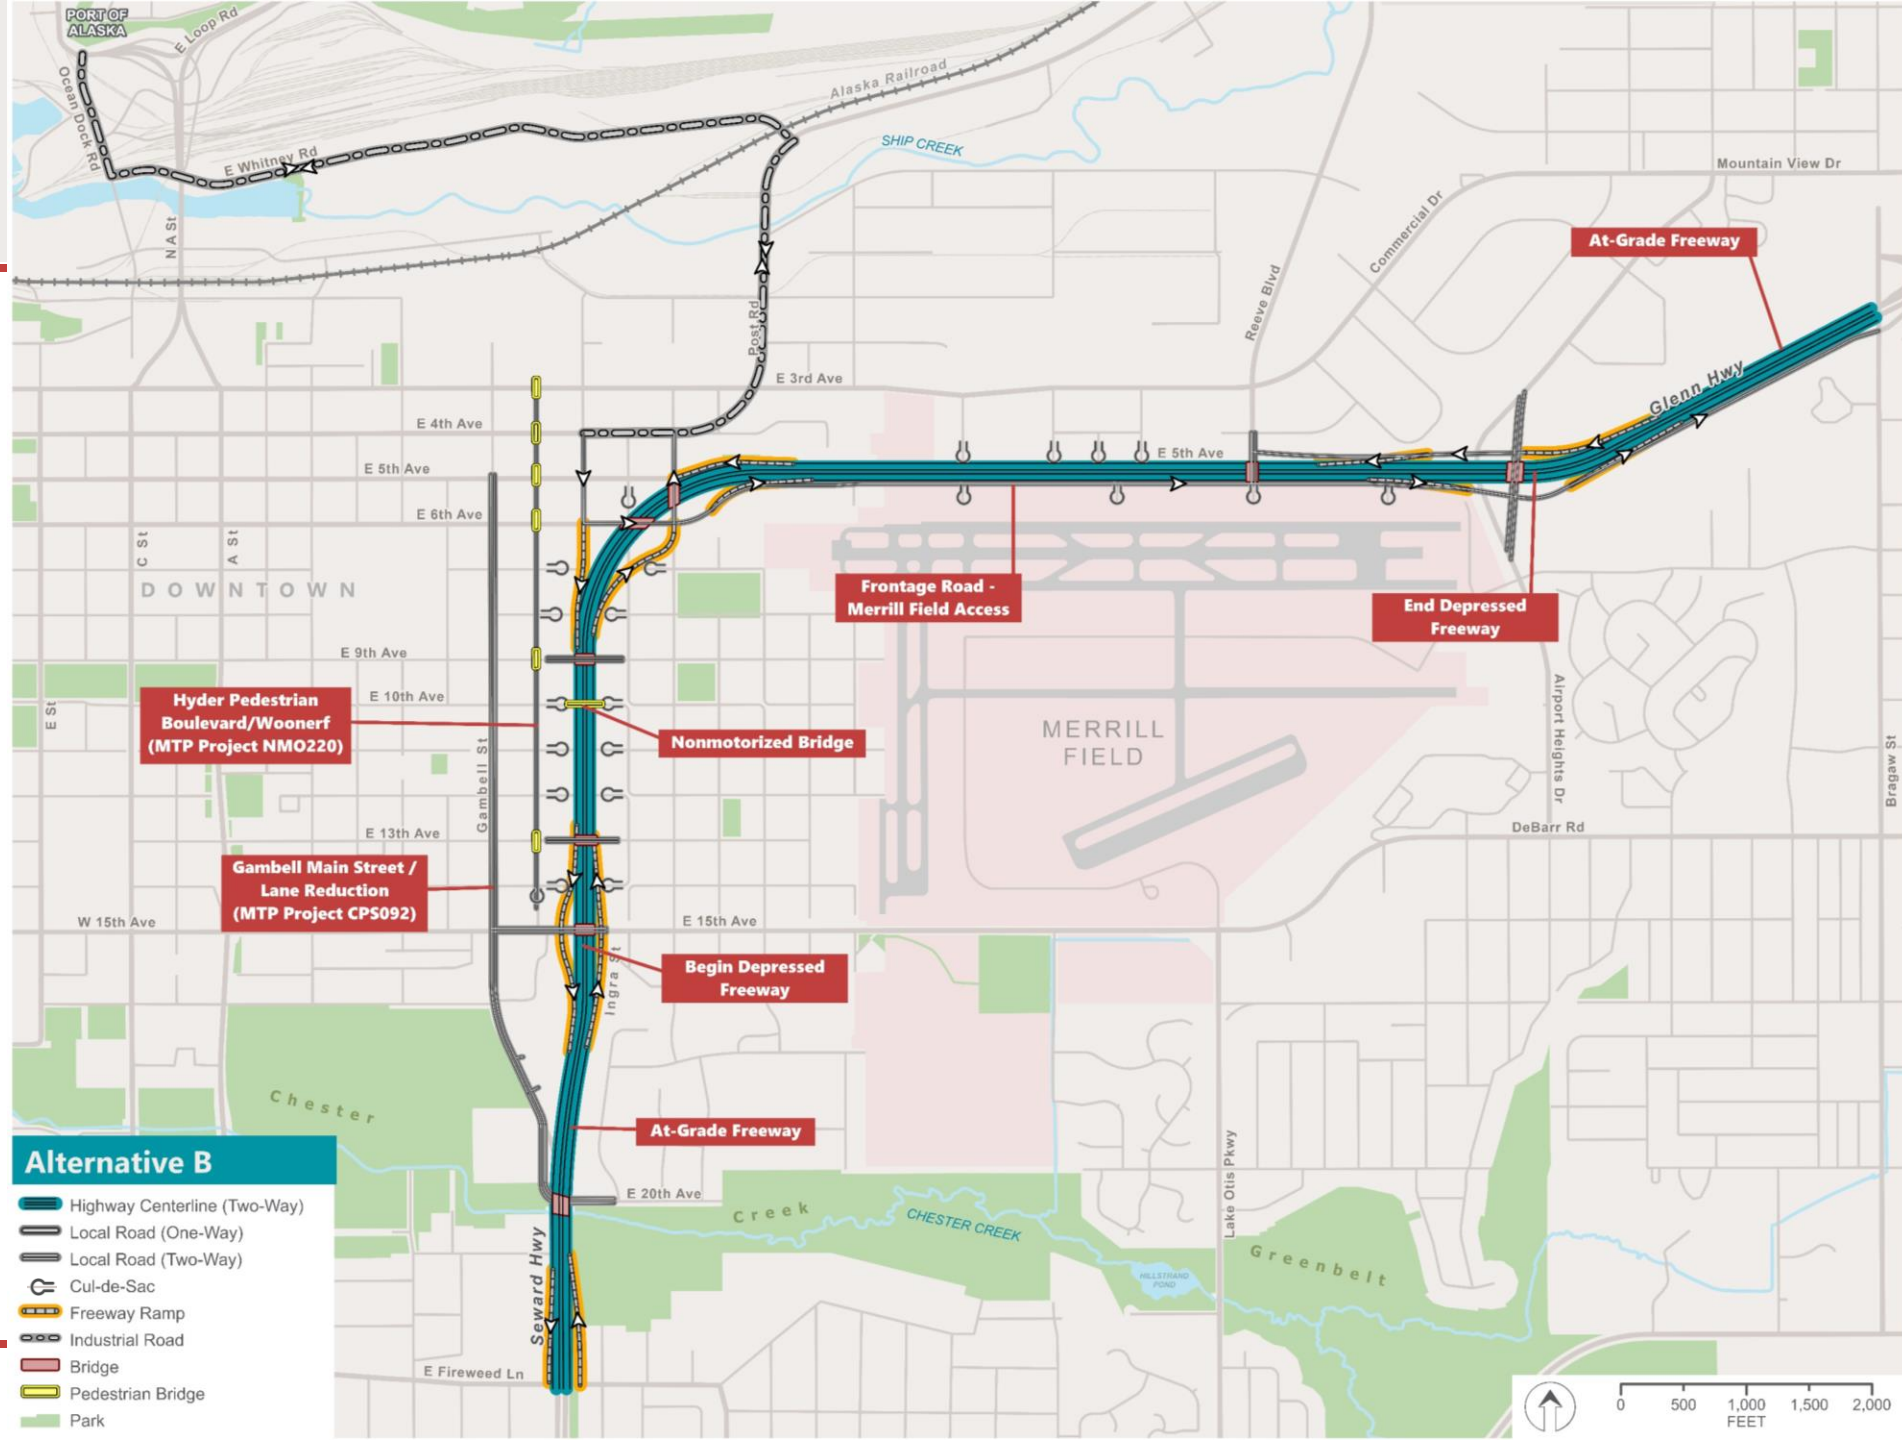 PORT OF
ALASKA
E Loop Rd
Ocean Dock Rd
Alaska Railroad
E Whitney Rd
SHIP CREEK
N A St
Mountain View Dr
Commercial Dr
At-Grade Freeway
Reeve Blvd
Post Rd
E 3rd Ave
Glenn Hwy
E 4th Ave
E 5th Ave
E 5th Ave
E 6th Ave
C St
A St
DOWNTOWN
Frontage Road -
Merrill Field Access
End Depressed
Freeway
E 9th Ave
E 10th Ave
Hyder Pedestrian
Boulevard/Woonerf
(MTP Project NMO220)
E St
Gambell St
Nonmotorized Bridge
MERRILL
FIELD
Airport Heights Dr
Bragaw St
E 13th Ave
DeBarr Rd
Gambell Main Street /
Lane Reduction
(MTP Project CPS092)
W 15th Ave
E 15th Ave
Begin Depressed
Freeway
Ingra St
Chester
At-Grade Freeway
E 20th Ave
Creek
CHESTER CREEK
Lake Otis Pkwy
Greenbelt
HILLSTRAND
POND
Seward Hwy
E Fireweed Ln
Alternative B
Highway Centerline (Two-Way)
Local Road (One-Way)
Local Road (Two-Way)
Cul-de-Sac
Freeway Ramp
Industrial Road
Bridge
Pedestrian Bridge
Park
0 500 1,000 1,500 2,000
FEET